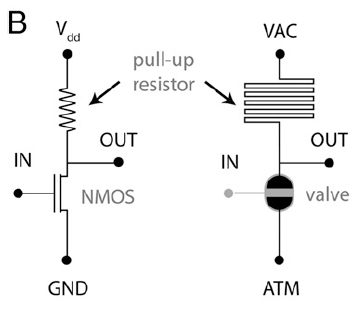 B
Vdd
VAC
pull-up
resistor
OUT
OUT
IN
IN
NMOS
valve
GND
ATM